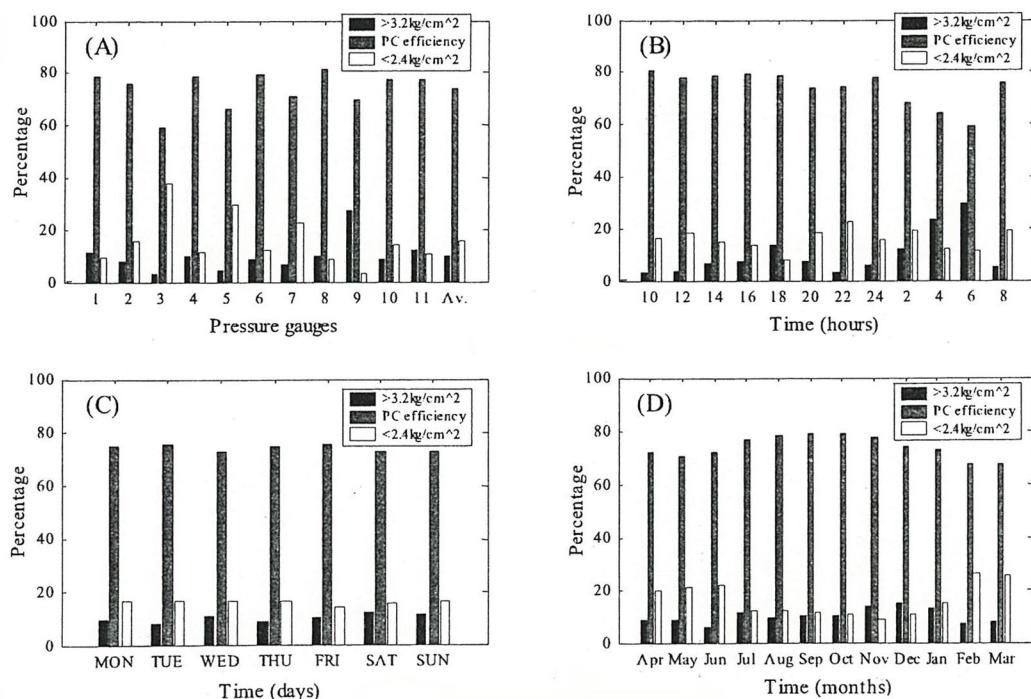 (A)
>3.2kg/cm^2
PC efficiency
<2.4kg/cm^2
100
80
60
40
20
0
Percentage
1 2 3 4 5 6 7 8 9 10 11 Av.
Pressure gauges
(B)
>3.2kg/cm^2
PC efficiency
<2.4kg/cm^2
100
80
60
40
20
0
Percentage
10 12 14 16 18 20 22 24 2 4 6 8
Time (hours)
(C)
>3.2kg/cm^2
PC efficiency
<2.4kg/cm^2
100
80
60
40
20
0
Percentage
MON TUE WED THU FRI SAT SUN
Time (days)
(D)
>3.2kg/cm^2
PC efficiency
<2.4kg/cm^2
100
80
60
40
20
0
Percentage
Apr May Jun Jul Aug Sep Oct Nov Dec Jan Feb Mar
Time (months)